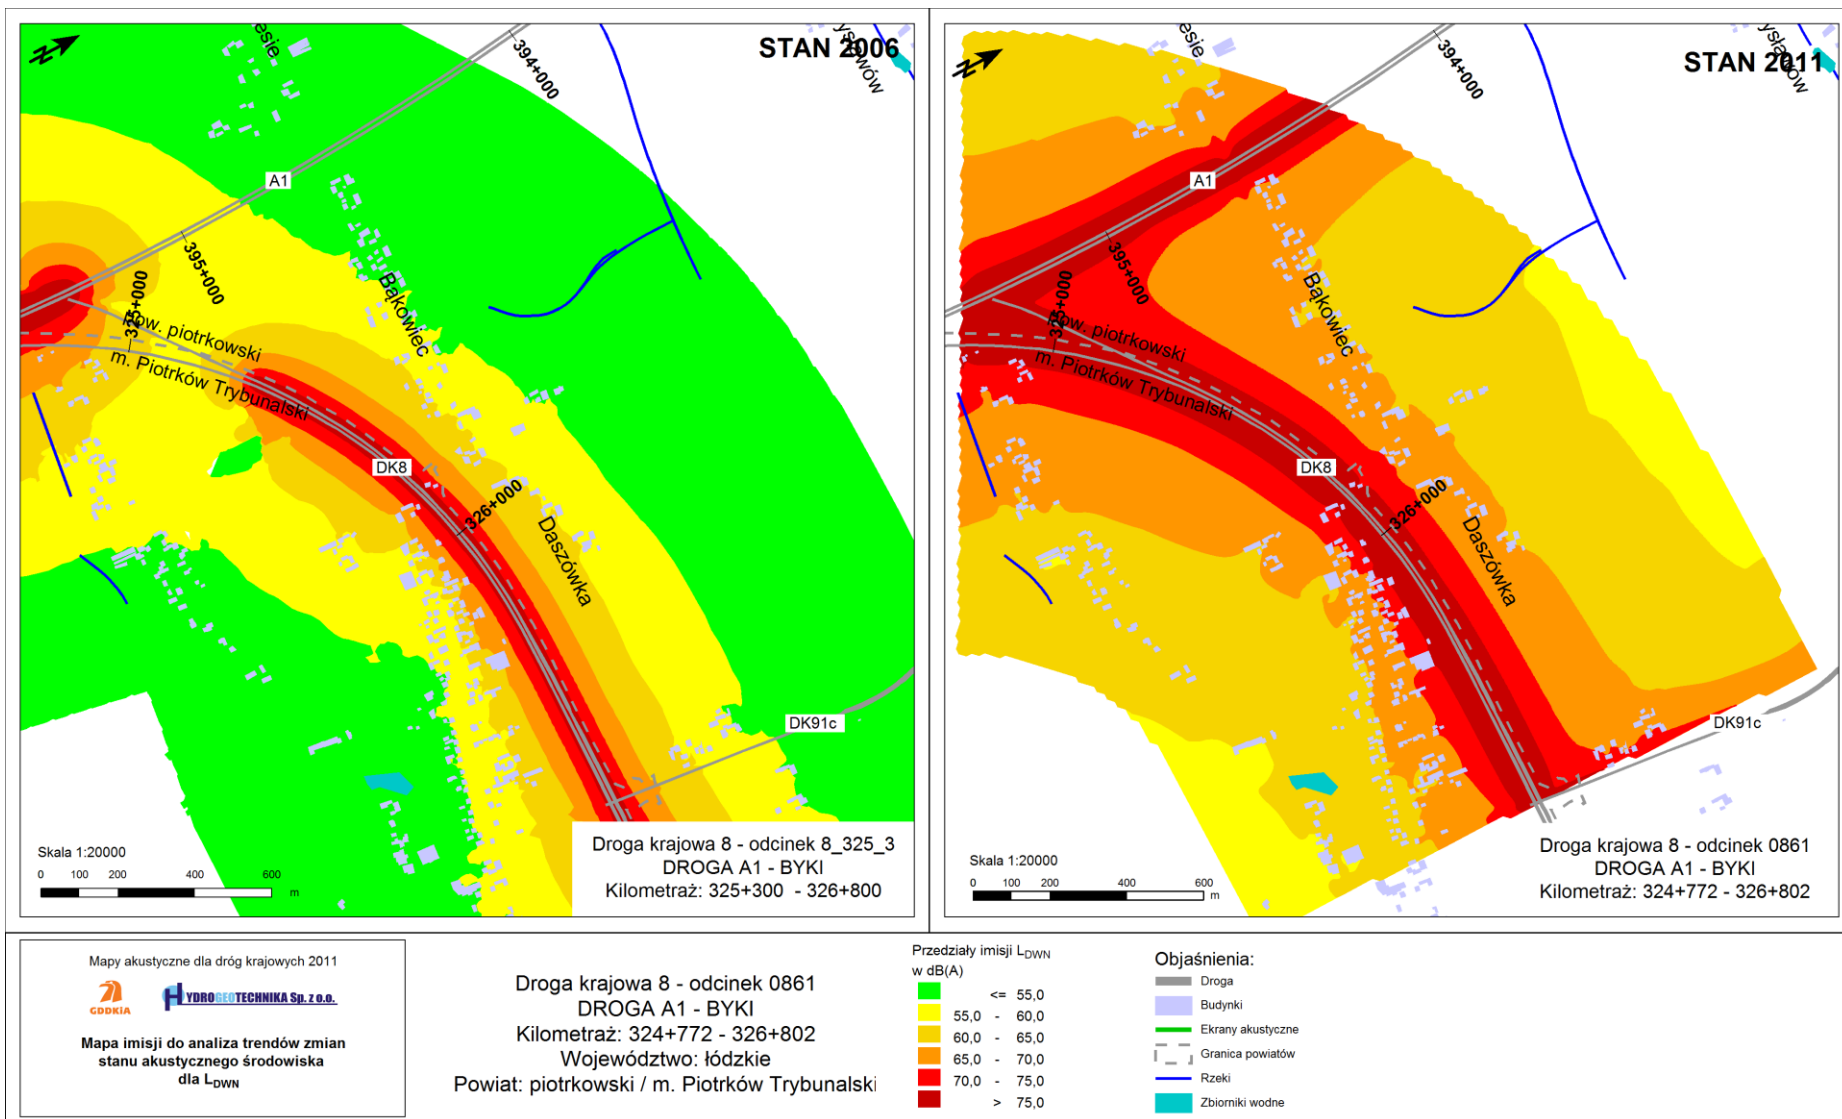 STAN 2006
N
esie
ysławów
394+000
A1
395+000
325+000
Bąkowiec
pow. piotrkowski
m. Piotrków Trybunalski
DK8
326+000
Daszówka
DK91c
Skala 1:20000
0 100 200 400 600
m
Droga krajowa 8 - odcinek 8_325_3
DROGA A1 - BYKI
Kilometraż: 325+300 - 326+800
STAN 2011
N
esie
ysławów
394+000
A1
395+000
325+000
Bąkowiec
pow. piotrkowski
m. Piotrków Trybunalski
DK8
326+000
Daszówka
DK91c
Skala 1:20000
0 100 200 400 600
m
Droga krajowa 8 - odcinek 0861
DROGA A1 - BYKI
Kilometraż: 324+772 - 326+802
Mapy akustyczne dla dróg krajowych 2011
GDDKiA
HYDROGEOTECHNIKA Sp. z o.o.
Mapa imisji do analiza trendów zmian
stanu akustycznego środowiska
dla LDWN
Droga krajowa 8 - odcinek 0861
DROGA A1 - BYKI
Kilometraż: 324+772 - 326+802
Województwo: łódzkie
Powiat: piotrkowski / m. Piotrków Trybunalski
Przedziały imisji LDWN
w dB(A)
<= 55,0
55,0 - 60,0
60,0 - 65,0
65,0 - 70,0
70,0 - 75,0
> 75,0
Objaśnienia:
Droga
Budynki
Ekrany akustyczne
Granica powiatów
Rzeki
Zbiorniki wodne